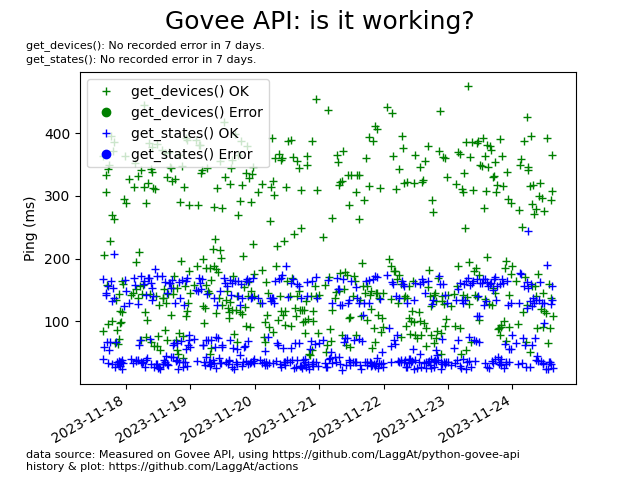 Govee API: is it working?
get_devices(): No recorded error in 7 days.
get_states(): No recorded error in 7 days.
get_devices() OK
get_devices() Error
get_states() OK
get_states() Error
Ping (ms)
400
300
200
100
2023-11-18
2023-11-19
2023-11-20
2023-11-21
2023-11-22
2023-11-23
2023-11-24
data source: Measured on Govee API, using https://github.com/LaggAt/python-govee-api
history & plot: https://github.com/LaggAt/actions